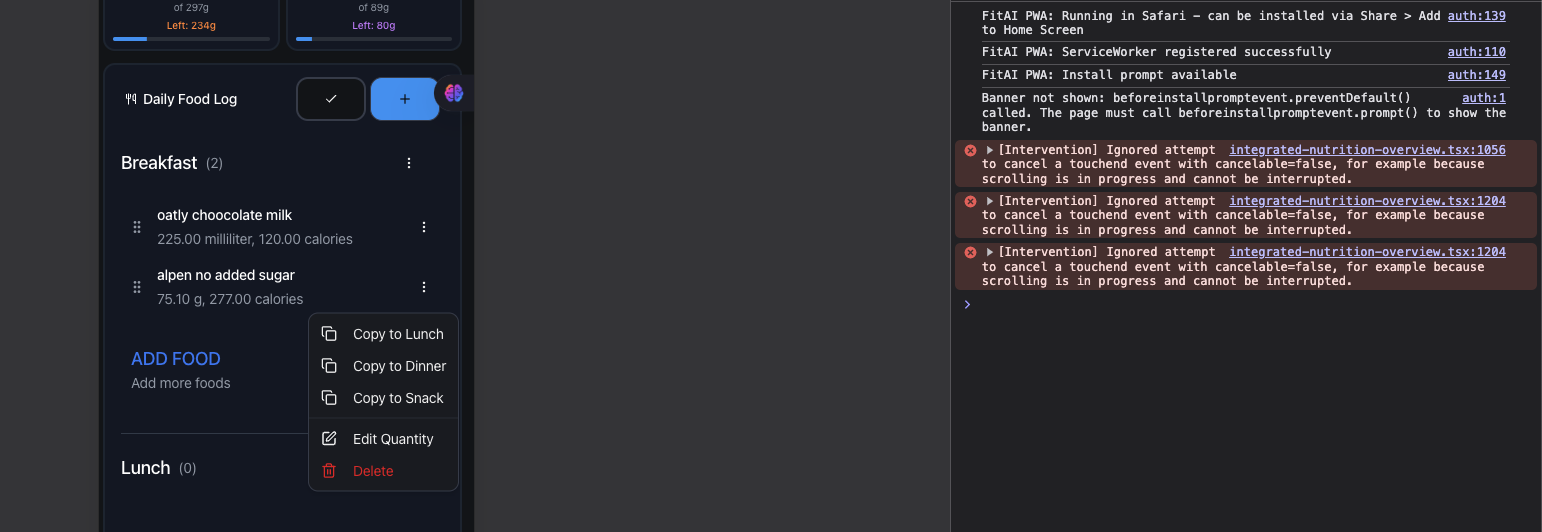 of 297g
of 89g
Left: 234g
Left: 80g
Daily Food Log
Breakfast (2)
oatly choocolate milk
225.00 milliliter, 120.00 calories
alpen no added sugar
75.10 g, 277.00 calories
Copy to Lunch
Copy to Dinner
Copy to Snack
Edit Quantity
Delete
ADD FOOD
Add more foods
Lunch (0)
FitAI PWA: Running in Safari – can be installed via Share > Add auth:139
to Home Screen
FitAI PWA: ServiceWorker registered successfully auth:110
FitAI PWA: Install prompt available auth:149
Banner not shown: beforeinstallpromptevent.preventDefault() auth:1
called. The page must call beforeinstallpromptevent.prompt() to show the
banner.
[Intervention] Ignored attempt integrated-nutrition-overview.tsx:1056
to cancel a touchend event with cancelable=false, for example because
scrolling is in progress and cannot be interrupted.
[Intervention] Ignored attempt integrated-nutrition-overview.tsx:1204
to cancel a touchend event with cancelable=false, for example because
scrolling is in progress and cannot be interrupted.
[Intervention] Ignored attempt integrated-nutrition-overview.tsx:1204
to cancel a touchend event with cancelable=false, for example because
scrolling is in progress and cannot be interrupted.